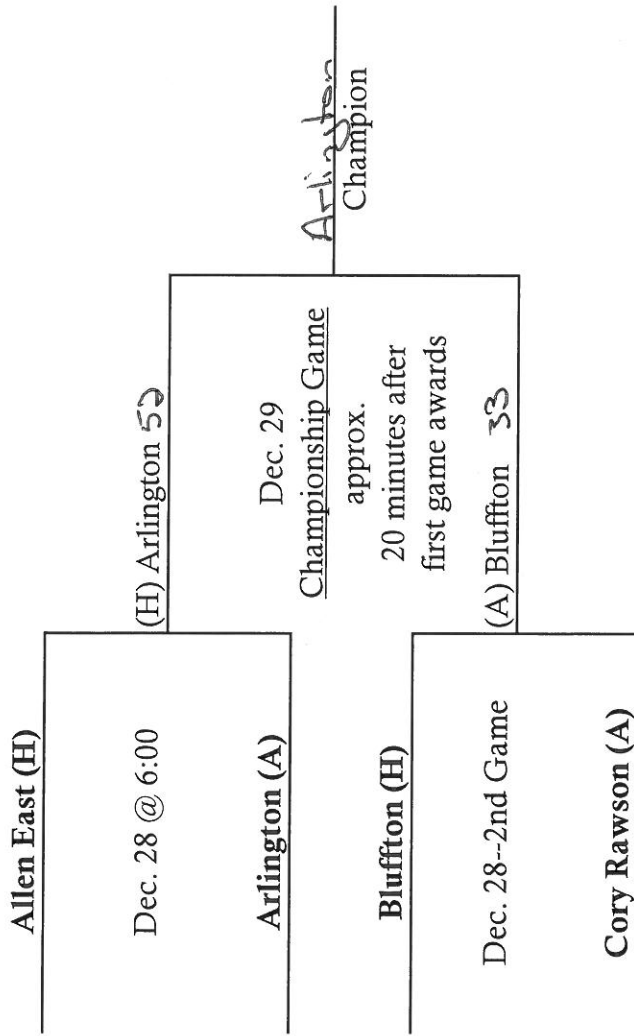 Allen East (H)
Dec. 28 @ 6:00
Arlington (A)
Bluffton (H)
Dec. 28--2nd Game
Cory Rawson (A)
(H) Arlington 52
Dec. 29
Championship Game
approx.
20 minutes after
first game awards
(A) Bluffton 33
Arlington
Champion